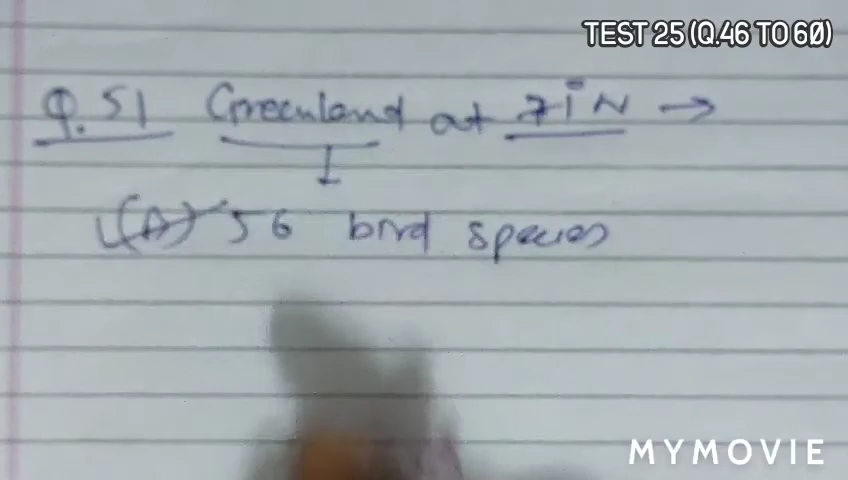 TEST 25 (Q.46 TO 60)
Q.51 Greenland at 71° N →
(A) 56 bird species
MYMOVIE